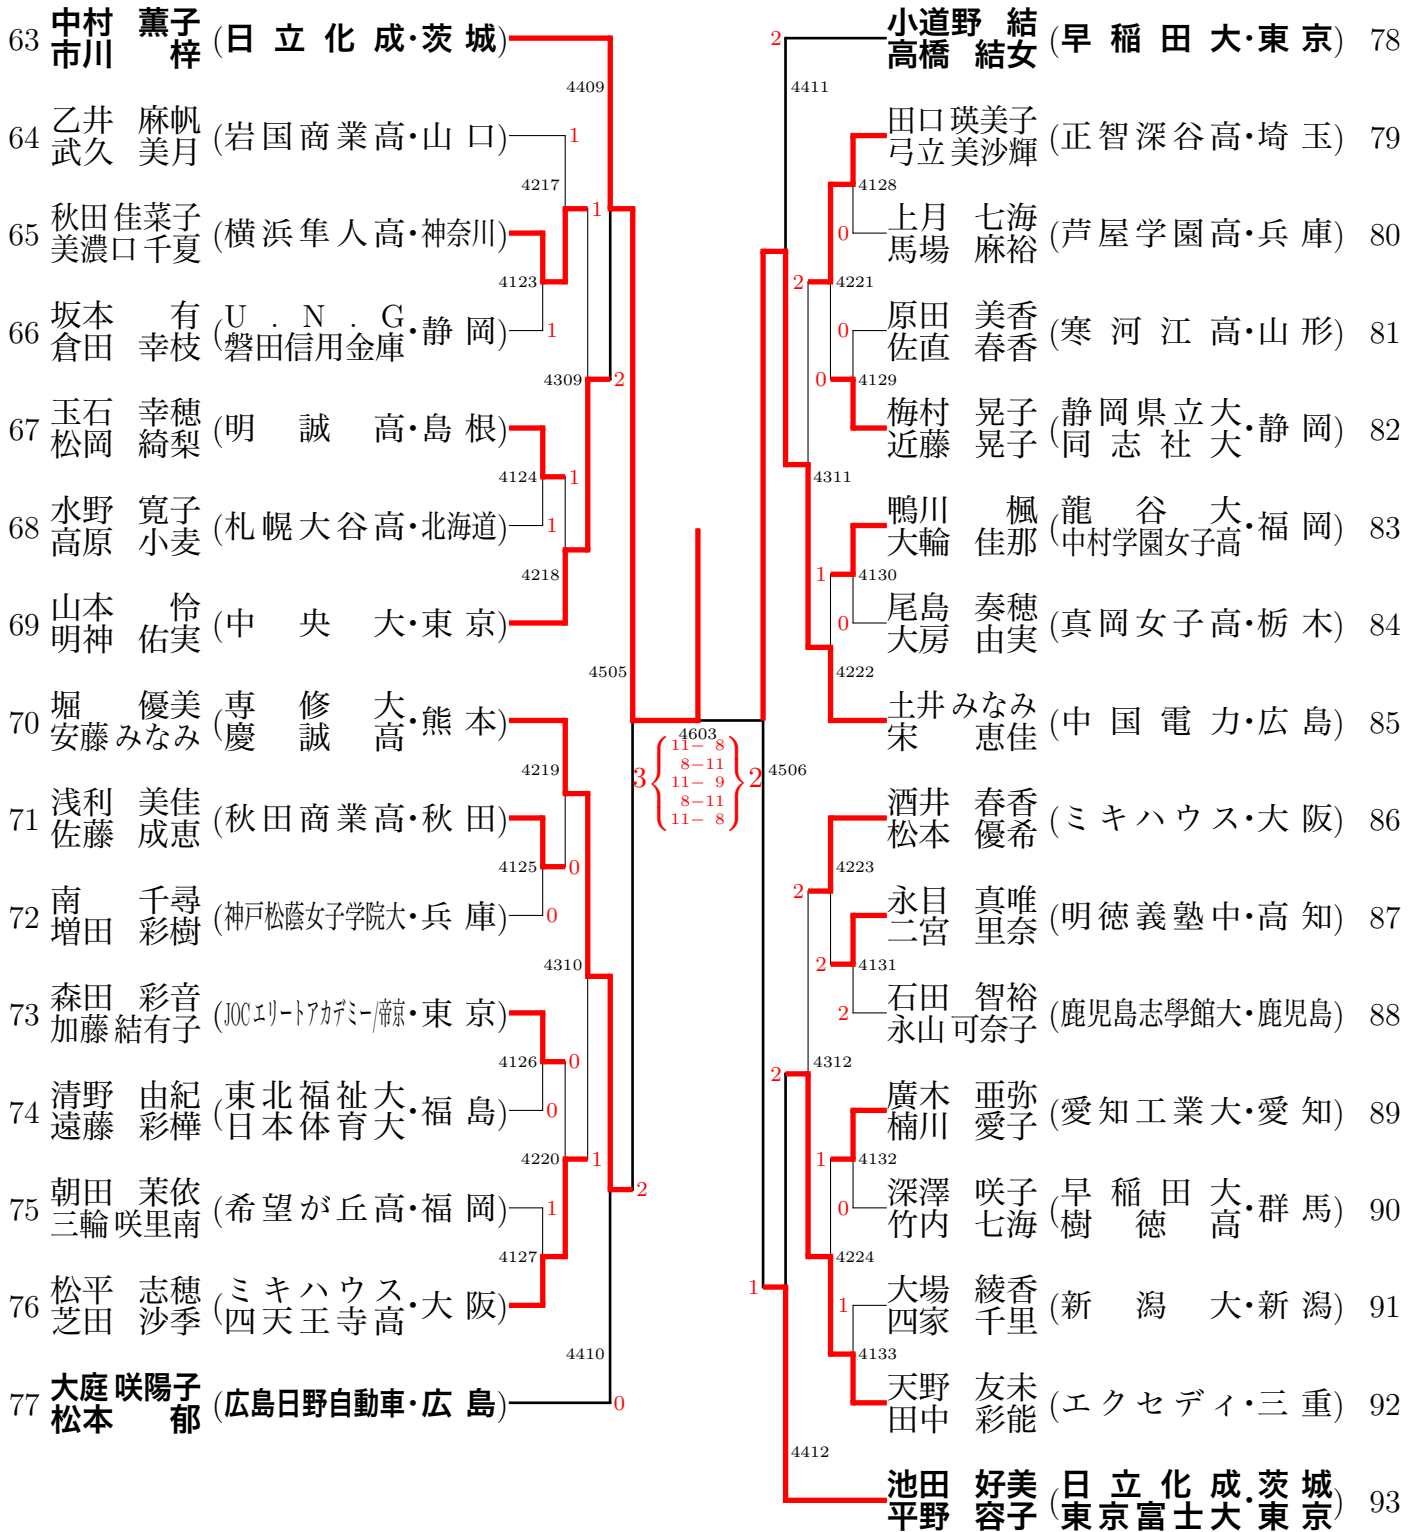 63 中村 薫子 (日立化成・茨城)
市川 梓
64 乙井 麻帆 (岩国商業高・山口)
武久 美月
65 秋田 佳菜子 (横浜隼人高・神奈川)
美濃口 千夏
66 坂本 有 (U.N.G・静岡)
倉田 幸枝 磐田信用金庫
67 玉石 幸穂 (明誠高・島根)
松岡 綺梨
68 水野 寛子 (札幌大谷高・北海道)
高原 小麦
69 山本 怜 (中央大・東京)
明神 佑実
70 堀 優美 (専修大・熊本)
安藤 みなみ 慶誠高
71 浅利 美佳 (秋田商業高・秋田)
佐藤 成恵
72 南 千尋 (神戸松蔭女子学院大・兵庫)
増田 彩樹
73 森田 彩音 (JOCエリートアカデミー/帝京・東京)
加藤 結有子
74 清野 由紀 (東北福祉大・福島)
遠藤 彩樺 日本体育大
75 朝田 茉依 (希望が丘高・福岡)
三輪 咲里南
76 松平 志穂 (ミキハウス・大阪)
芝田 沙季 四天王寺高
77 大庭 咲陽子 (広島日野自動車・広島)
松本 郁
4409
1
4217
1
4123
1
4309
2
4124
1
1
4218
4505
4219
4125
0
0
4310
4126
0
0
4220
1
1
2
4127
4410
0
4603
3 { 11− 8 } 2
8−11
11− 9
8−11
11− 8
2
4411
4128
0
2
4221
0
0
4129
4311
1
4130
0
4222
4506
4223
2
2
4131
2
4312
2
1
4132
0
4224
1
1
4133
4412
小道野 結 (早稲田大・東京) 78
高橋 結女
田口 瑛美子 (正智深谷高・埼玉) 79
弓立 美沙輝
上月 七海 (芦屋学園高・兵庫) 80
馬場 麻裕
原田 美香 (寒河江高・山形) 81
佐直 春香
梅村 晃子 (静岡県立大・静岡) 82
近藤 晃子 同志社大
鴨川 楓 (龍谷大・福岡) 83
大輪 佳那 中村学園女子高
尾島 奏穂 (真岡女子高・栃木) 84
大房 由実
土井 みなみ (中国電力・広島) 85
宋 恵佳
酒井 春香 (ミキハウス・大阪) 86
松本 優希
永目 真唯 (明徳義塾中・高知) 87
二宮 里奈
石田 智裕 (鹿児島志學館大・鹿児島) 88
永山 可奈子
廣木 亜弥 (愛知工業大・愛知) 89
楠川 愛子
深澤 咲子 (早稲田大・群馬) 90
竹内 七海 樹徳高
大場 綾香 (新潟大・新潟) 91
四家 千里
天野 友未 (エクセディ・三重) 92
田中 彩能
池田 好美 (日立化成・茨城) 93
平野 容子 東京富士大・東京